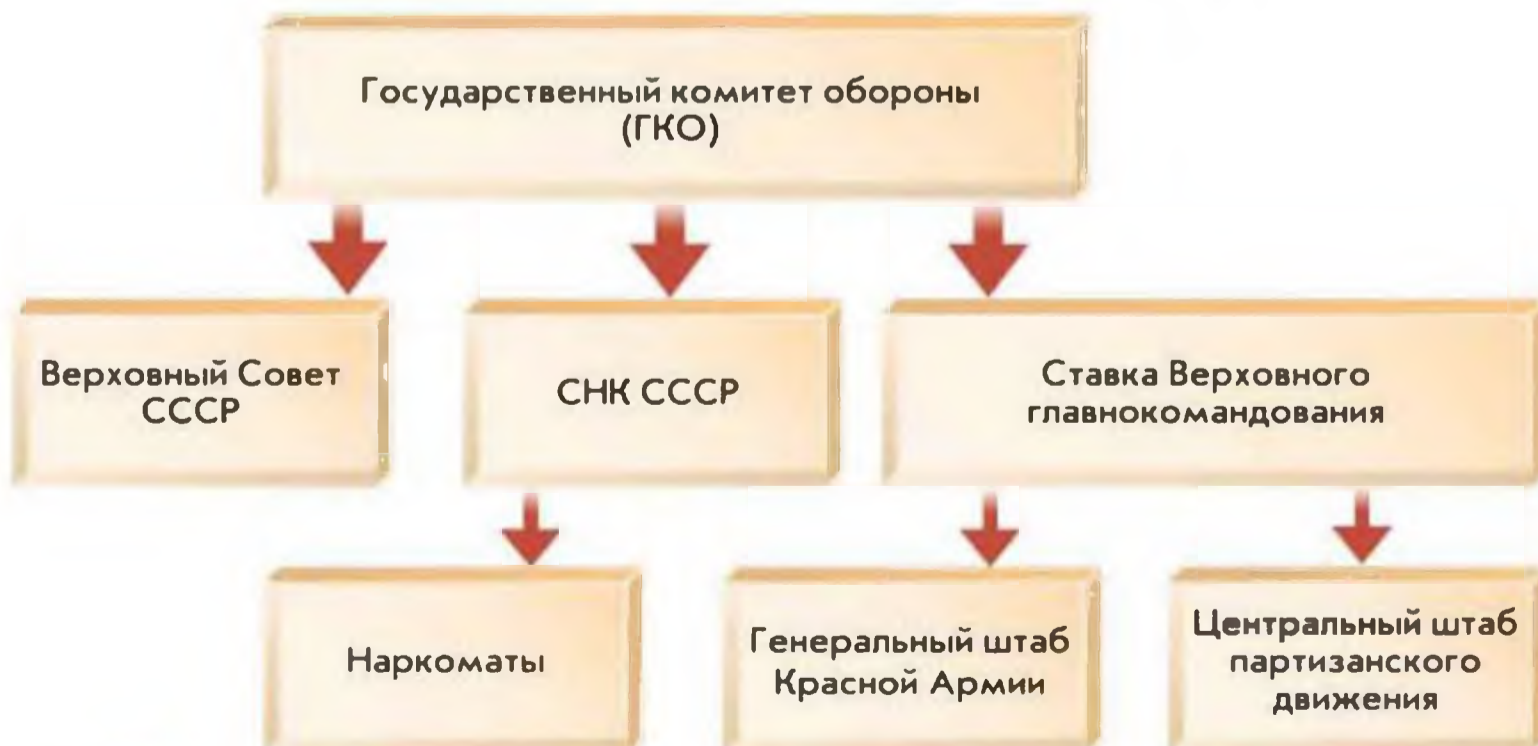 Государственный комитет обороны
(ГКО)
Верховный Совет
СССР
СНК СССР
Ставка Верховного
главнокомандования
Наркоматы
Генеральный штаб
Красной Армии
Центральный штаб
партизанского
движения